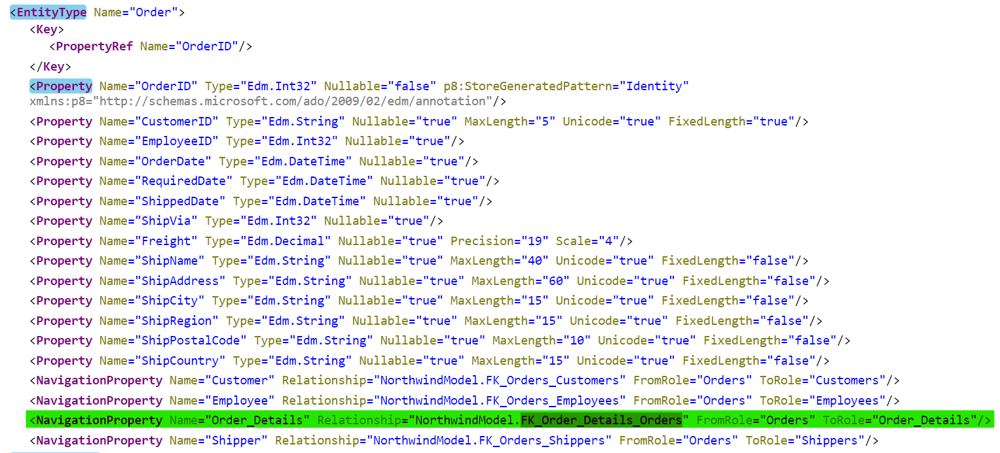 <EntityType Name="Order">
<Key>
<PropertyRef Name="OrderID"/>
</Key>
<Property Name="OrderID" Type="Edm.Int32" Nullable="false" p8:StoreGeneratedPattern="Identity"
xmlns:p8="http://schemas.microsoft.com/ado/2009/02/edm/annotation"/>
<Property Name="CustomerID" Type="Edm.String" Nullable="true" MaxLength="5" Unicode="true" FixedLength="true"/>
<Property Name="EmployeeID" Type="Edm.Int32" Nullable="true"/>
<Property Name="OrderDate" Type="Edm.DateTime" Nullable="true"/>
<Property Name="RequiredDate" Type="Edm.DateTime" Nullable="true"/>
<Property Name="ShippedDate" Type="Edm.DateTime" Nullable="true"/>
<Property Name="ShipVia" Type="Edm.Int32" Nullable="true"/>
<Property Name="Freight" Type="Edm.Decimal" Nullable="true" Precision="19" Scale="4"/>
<Property Name="ShipName" Type="Edm.String" Nullable="true" MaxLength="40" Unicode="true" FixedLength="false"/>
<Property Name="ShipAddress" Type="Edm.String" Nullable="true" MaxLength="60" Unicode="true" FixedLength="false"/>
<Property Name="ShipCity" Type="Edm.String" Nullable="true" MaxLength="15" Unicode="true" FixedLength="false"/>
<Property Name="ShipRegion" Type="Edm.String" Nullable="true" MaxLength="15" Unicode="true" FixedLength="false"/>
<Property Name="ShipPostalCode" Type="Edm.String" Nullable="true" MaxLength="10" Unicode="true" FixedLength="false"/>
<Property Name="ShipCountry" Type="Edm.String" Nullable="true" MaxLength="15" Unicode="true" FixedLength="false"/>
<NavigationProperty Name="Customer" Relationship="NorthwindModel.FK_Orders_Customers" FromRole="Orders" ToRole="Customers"/>
<NavigationProperty Name="Employee" Relationship="NorthwindModel.FK_Orders_Employees" FromRole="Orders" ToRole="Employees"/>
<NavigationProperty Name="Order_Details" Relationship="NorthwindModel.FK_Order_Details_Orders" FromRole="Orders" ToRole="Order_Details"/>
<NavigationProperty Name="Shipper" Relationship="NorthwindModel.FK_Orders_Shippers" FromRole="Orders" ToRole="Shippers"/>